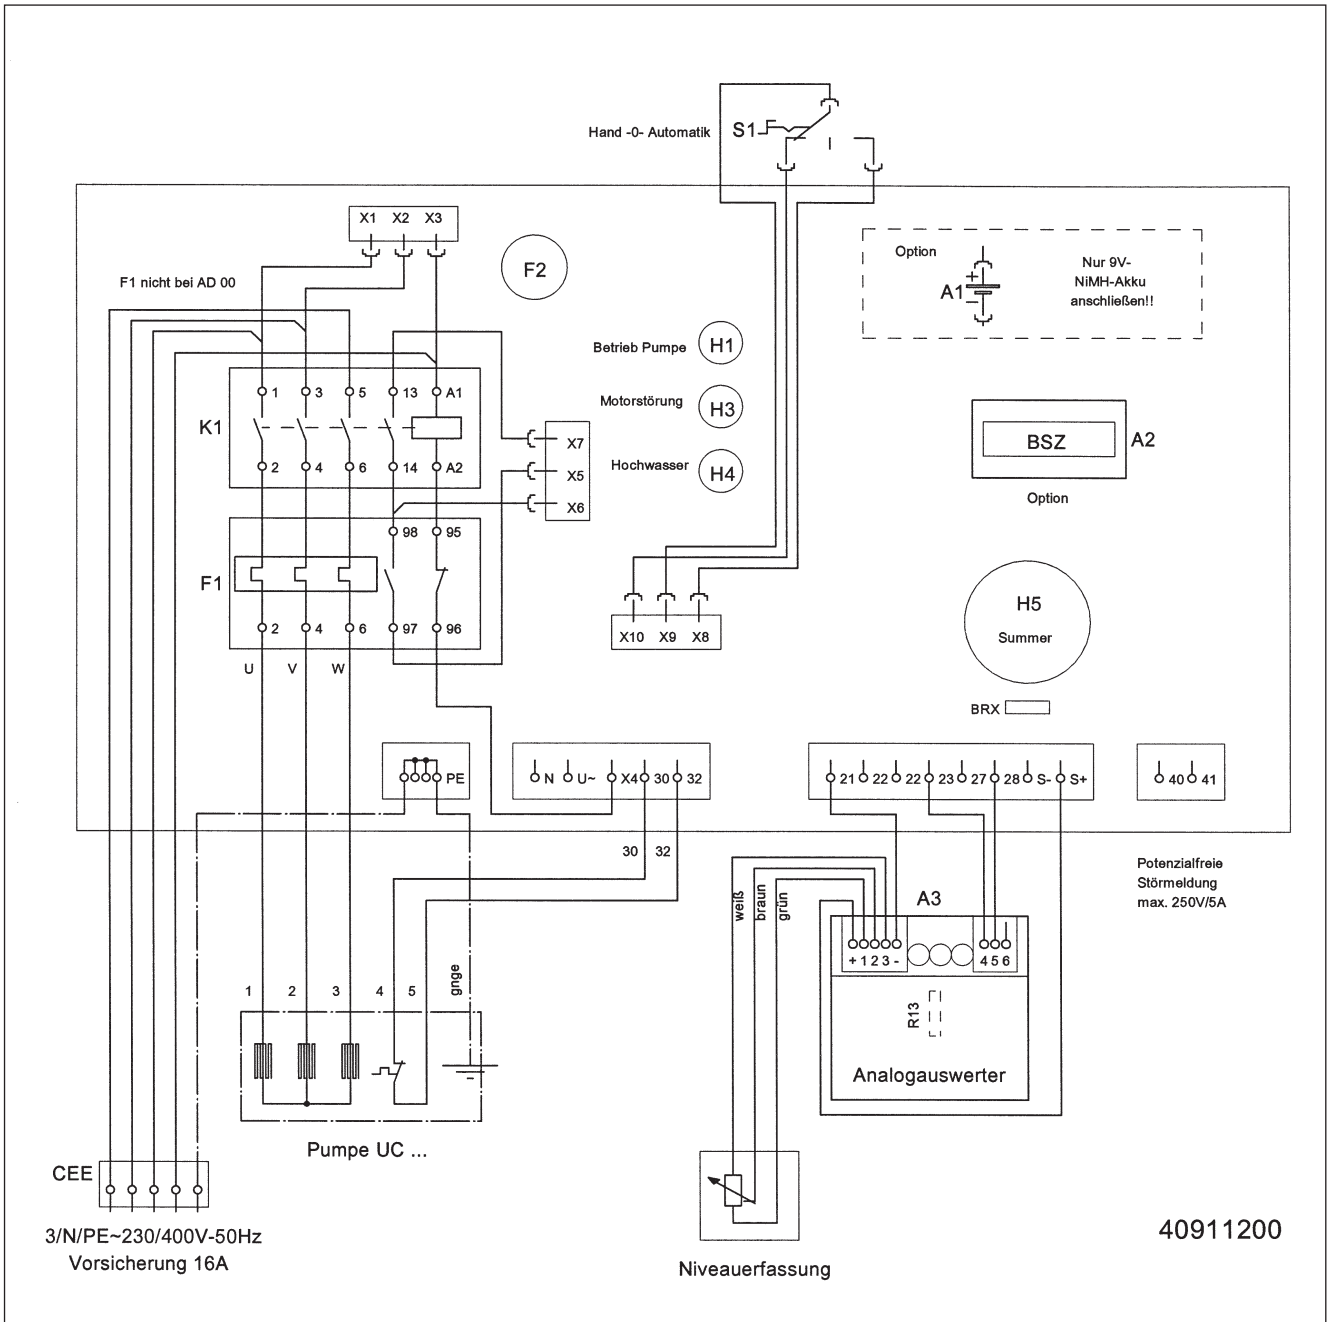 Hand -0- Automatik
S1
X1 X2 X3
F2
Option
A1
+
−
Nur 9V-
NiMH-Akku
anschließen!!
F1 nicht bei AD 00
Betrieb Pumpe
H1
Motorstörung
H3
Hochwasser
H4
K1
1 3 5 13 A1
2 4 6 14 A2
X7
X5
X6
BSZ
A2
Option
F1
98 95
2 4 6 97 96
U V W
X10 X9 X8
H5
Summer
BRX
PE
N U~ X4 30 32
21 22 22 23 27 28 S- S+
40 41
30 32
Potenzialfreie
Störmeldung
max. 250V/5A
weiß
braun
grün
A3
+ 1 2 3 -
4 5 6
R13
Analogauswerter
1 2 3 4 5
gnge
Pumpe UC ...
CEE
3/N/PE~230/400V-50Hz
Vorsicherung 16A
Niveauerfassung
40911200